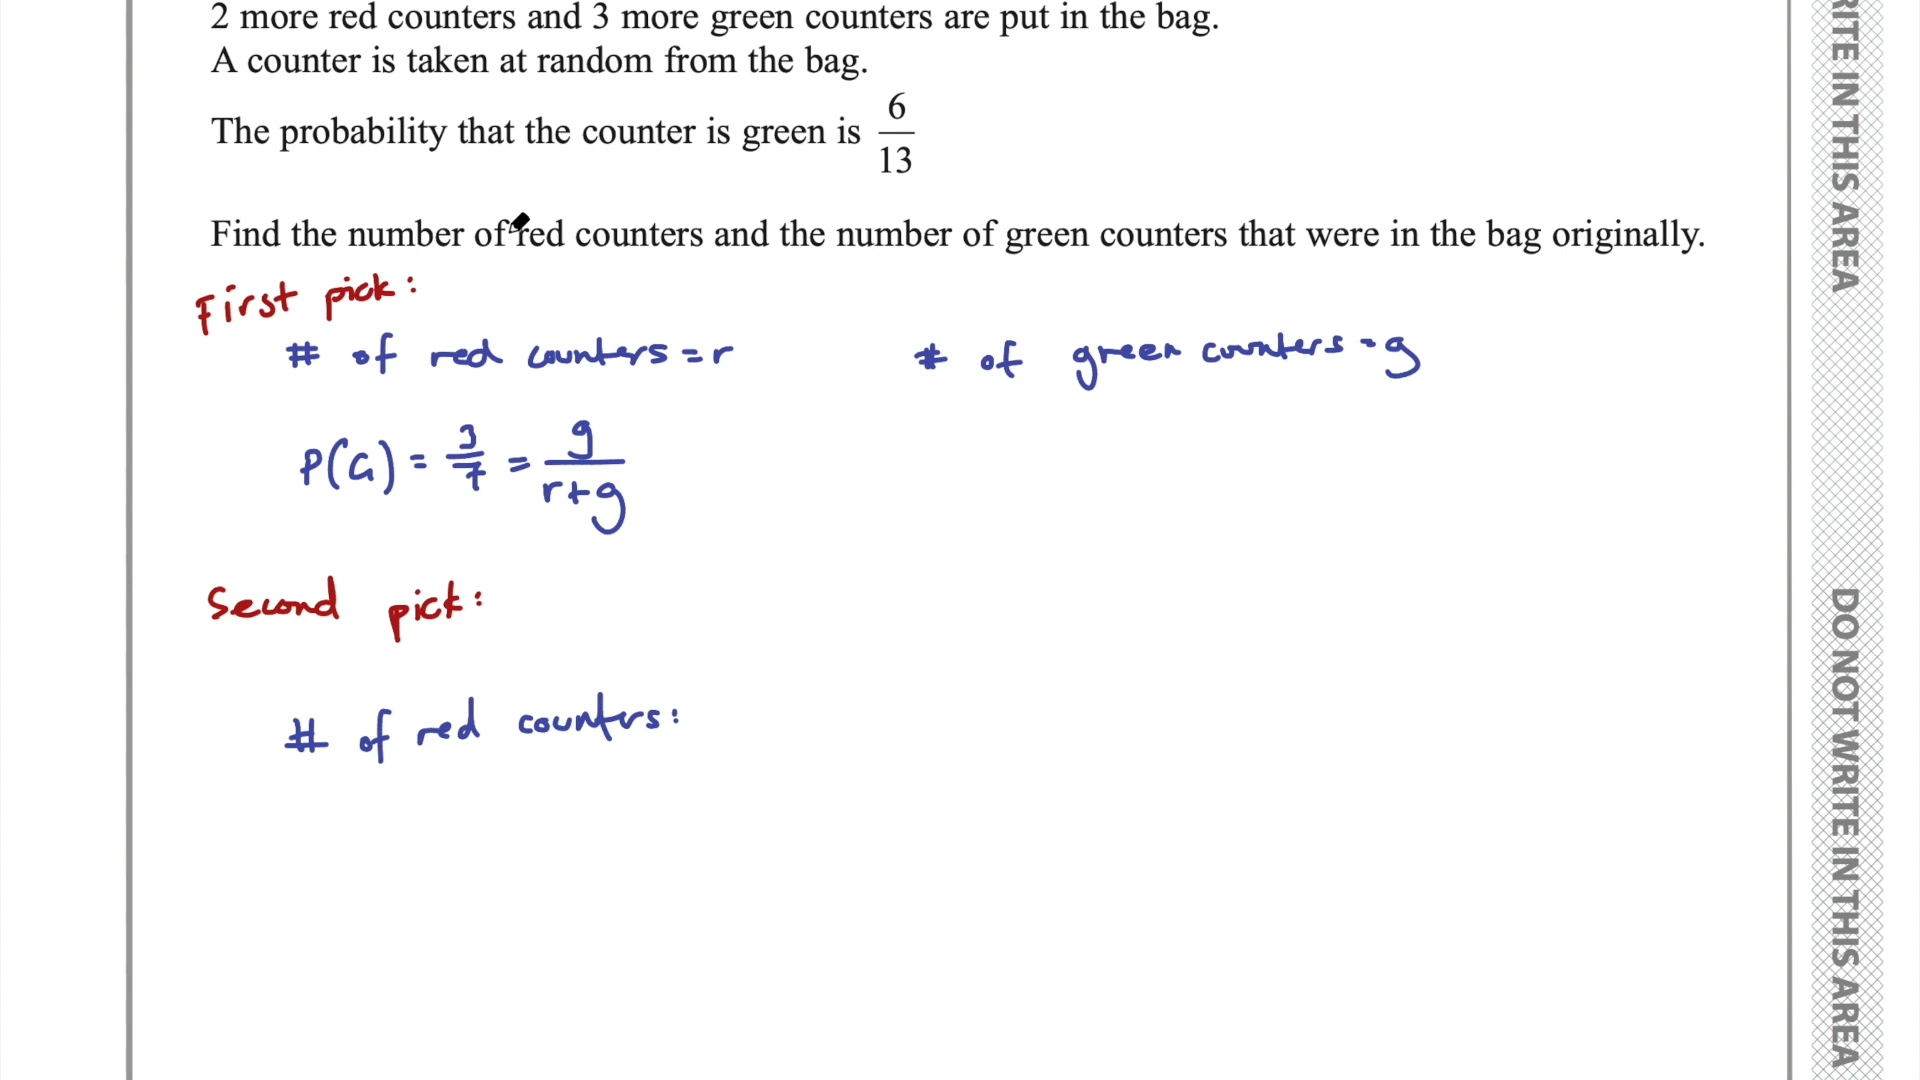 2 more red counters and 3 more green counters are put in the bag.
A counter is taken at random from the bag.
The probability that the counter is green is 6/13
Find the number of red counters and the number of green counters that were in the bag originally.
First pick:
# of red counters = r
# of green counters = g
P(G) = 3/7 = g/(r+g)
Second pick:
# of red counters:
RITE IN THIS AREA
DO NOT WRITE IN THIS AREA